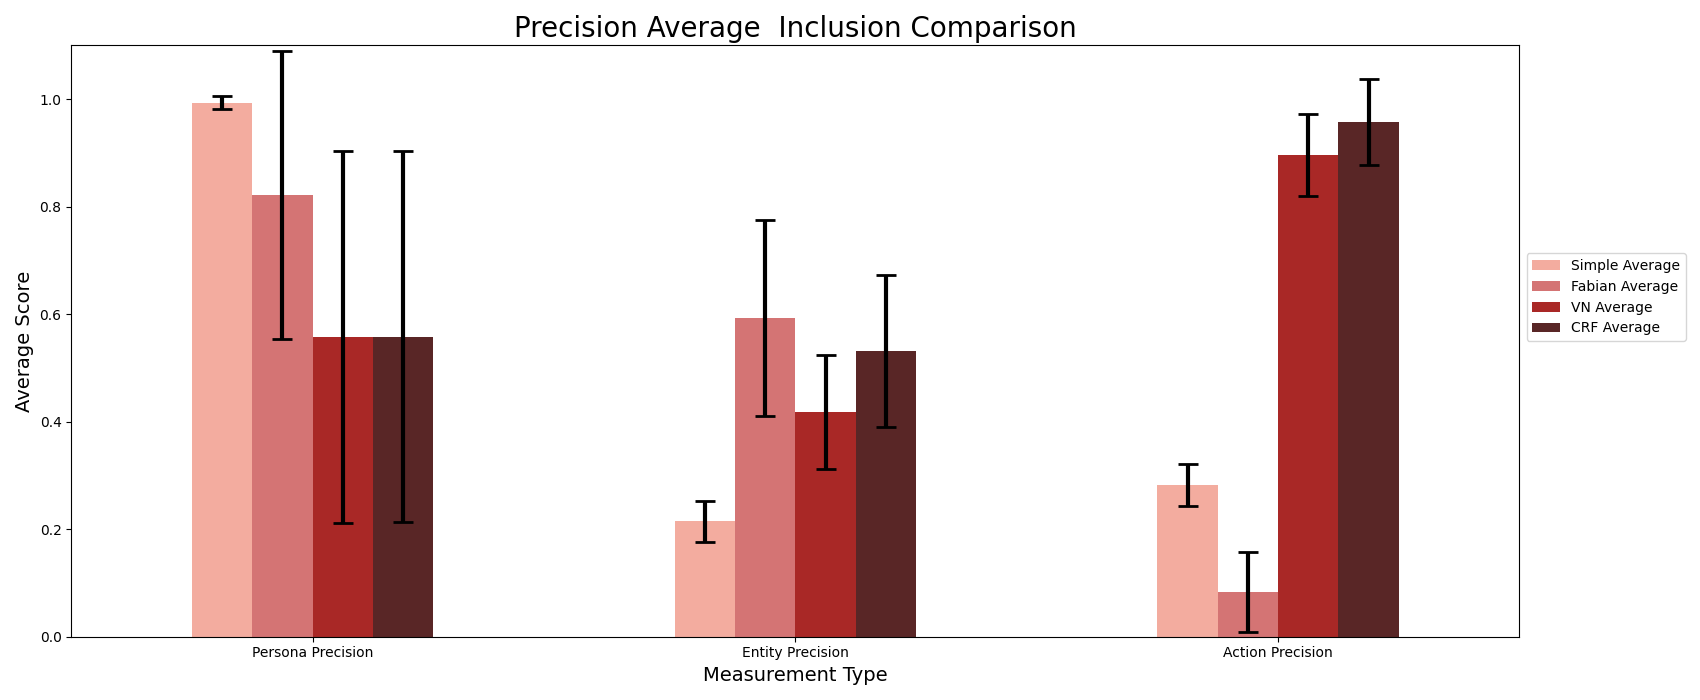 Precision Average  Inclusion Comparison
Average Score
1.0
0.8
0.6
0.4
0.2
0.0
Persona Precision
Entity Precision
Action Precision
Measurement Type
Simple Average
Fabian Average
VN Average
CRF Average